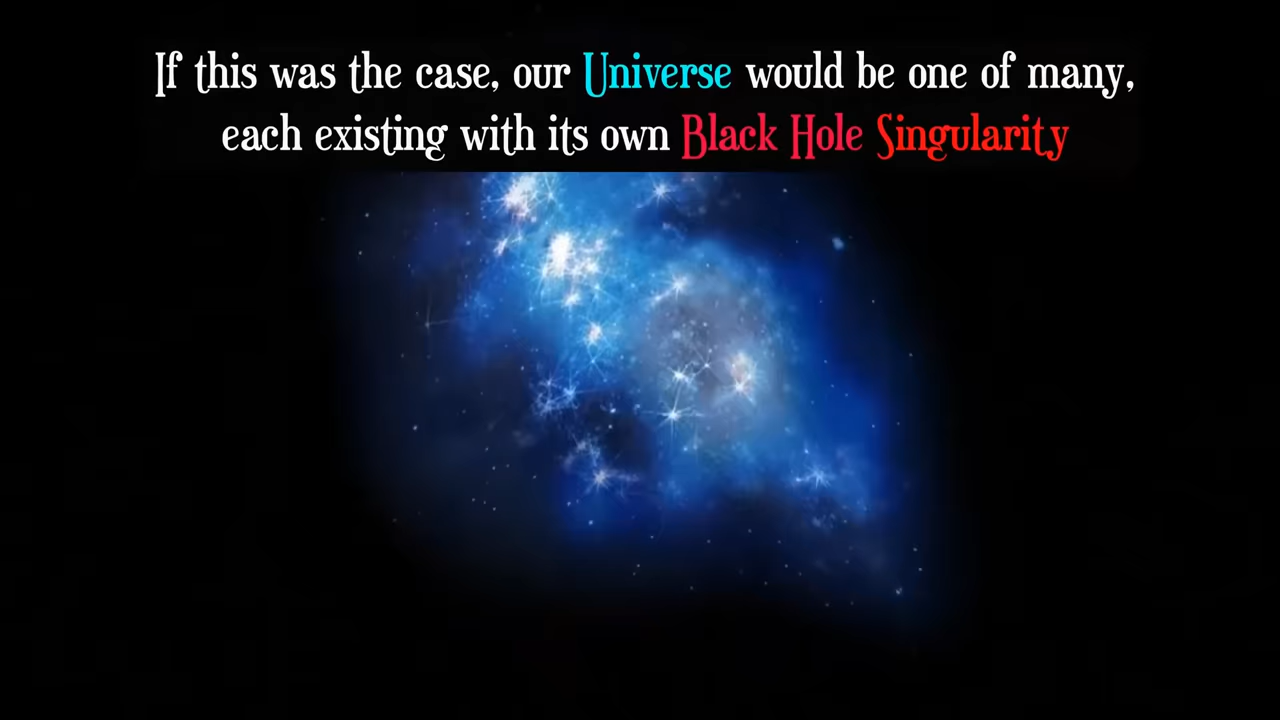 If this was the case, our Universe would be one of many,
each existing with its own Black Hole Singularity